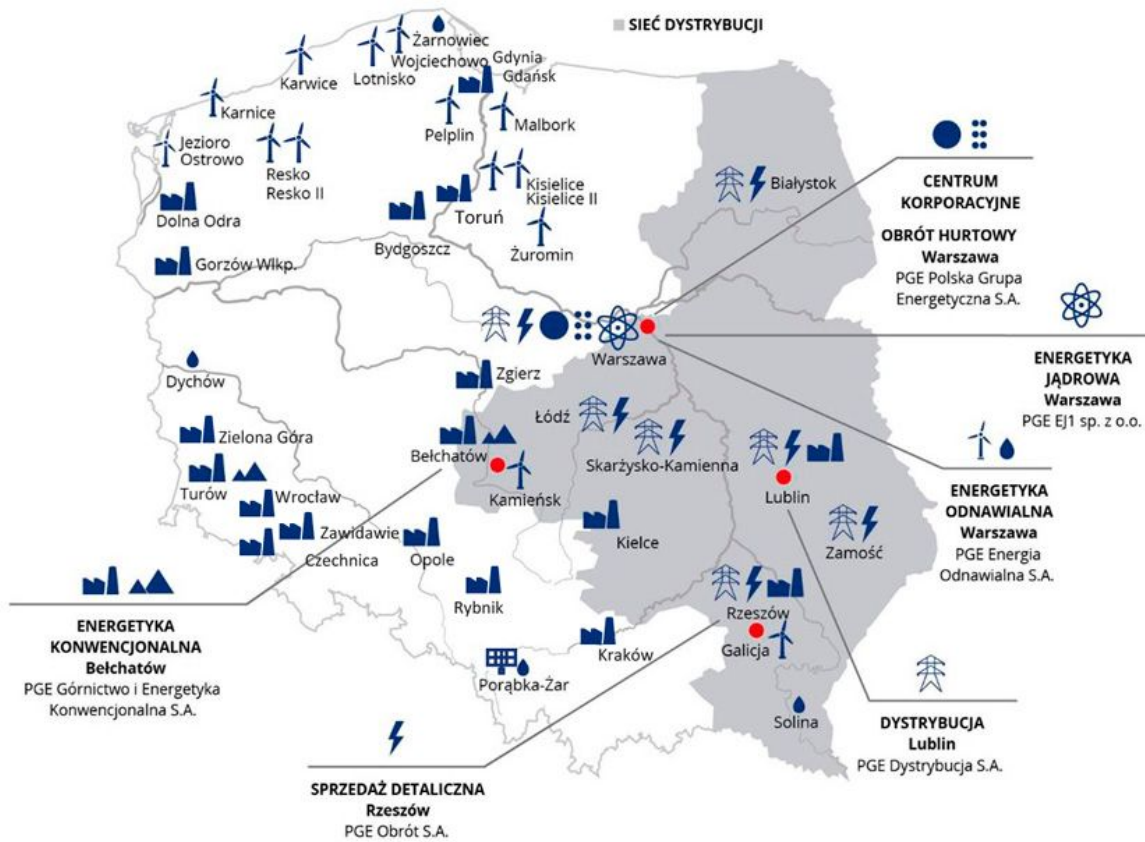 SIEĆ DYSTRYBUCJI
Żarnowiec
Wojciechowo
Gdynia
Gdańsk
Karwice
Lotnisko
Karnice
Pelplin
Malbork
Jezioro
Ostrowo
Resko
Resko II
Kisielice
Kisielice II
Dolna Odra
Toruń
Bydgoszcz
Żuromin
Gorzów Wlkp.
Białystok
CENTRUM
KORPORACYJNE
OBRÓT HURTOWY
Warszawa
PGE Polska Grupa
Energetyczna S.A.
Warszawa
ENERGETYKA
JĄDROWA
Warszawa
PGE EJ1 sp. z o.o.
Dychów
Zgierz
Łódź
Zielona Góra
Bełchatów
Skarżysko-Kamienna
Turów
Kamieńsk
Lublin
Wrocław
Zawidawie
Czechnica
Opole
Kielce
Zamość
ENERGETYKA
ODNAWIALNA
Warszawa
PGE Energia
Odnawialna S.A.
Rybnik
Rzeszów
Kraków
Galicja
Porąbka-Żar
Solina
ENERGETYKA
KONWENCJONALNA
Bełchatów
PGE Górnictwo i Energetyka
Konwencjonalna S.A.
DYSTRYBUCJA
Lublin
PGE Dystrybucja S.A.
SPRZEDAŻ DETALICZNA
Rzeszów
PGE Obrót S.A.